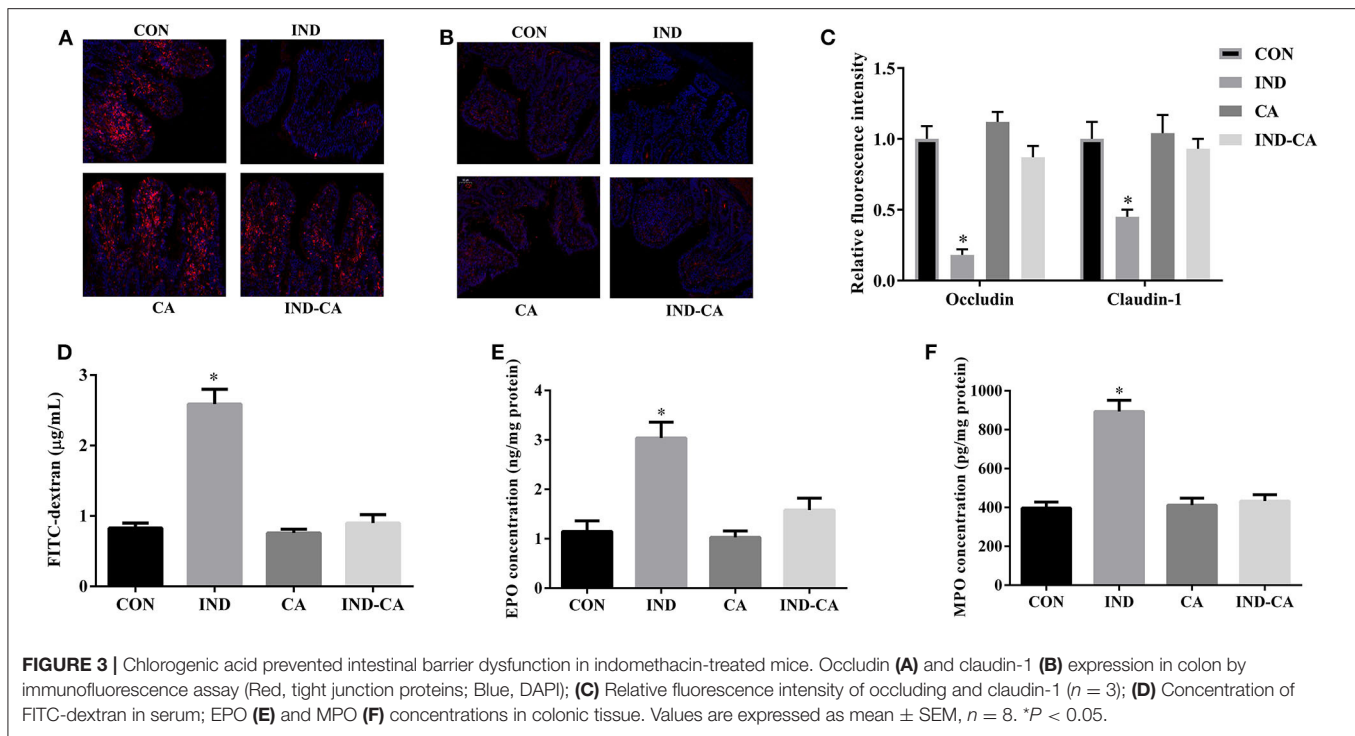 A
CON
IND
CA
IND-CA
B
CON
IND
CA
IND-CA
C
Relative fluorescence intensity
1.5
1.0
0.5
0.0
*
*
Occludin
Claudin-1
CON
IND
CA
IND-CA
D
FITC-dextran (µg/mL)
3
2
1
0
*
CON
IND
CA
IND-CA
E
EPO concentration (ng/mg protein)
4
3
2
1
0
*
CON
IND
CA
IND-CA
F
MPO concentration (pg/mg protein)
1000
800
600
400
200
0
*
CON
IND
CA
IND-CA
FIGURE 3 | Chlorogenic acid prevented intestinal barrier dysfunction in indomethacin-treated mice. Occludin (A) and claudin-1 (B) expression in colon by
immunofluorescence assay (Red, tight junction proteins; Blue, DAPI); (C) Relative fluorescence intensity of occluding and claudin-1 (n = 3); (D) Concentration of
FITC-dextran in serum; EPO (E) and MPO (F) concentrations in colonic tissue. Values are expressed as mean ± SEM, n = 8. *P < 0.05.